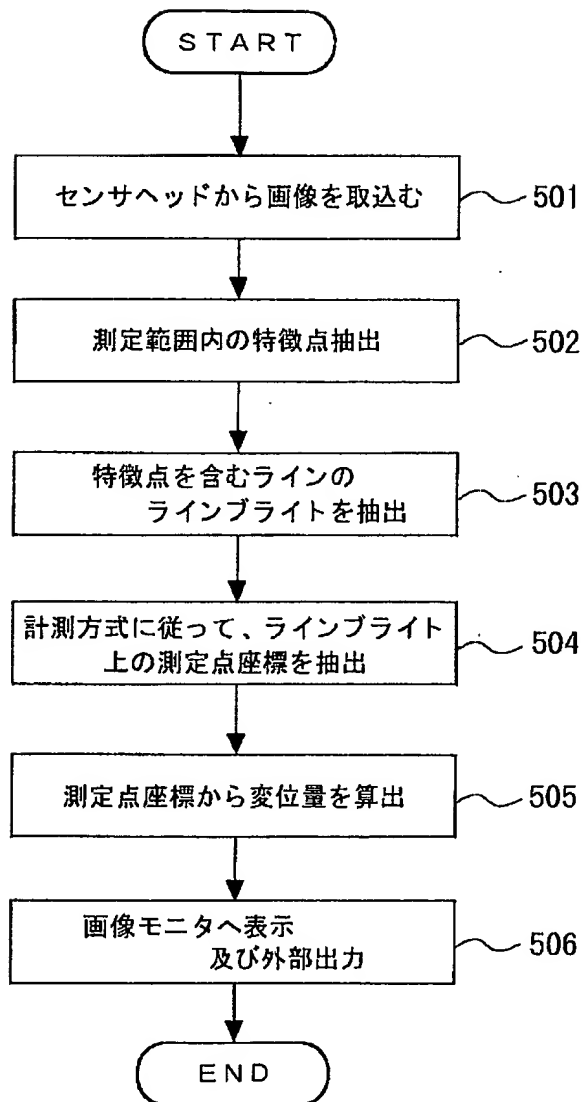 START
センサヘッドから画像を取込む
501
測定範囲内の特徴点抽出
502
特徴点を含むラインの
ラインブライトを抽出
503
計測方式に従って、ラインブライト
上の測定点座標を抽出
504
測定点座標から変位量を算出
505
画像モニタへ表示
及び外部出力
506
END